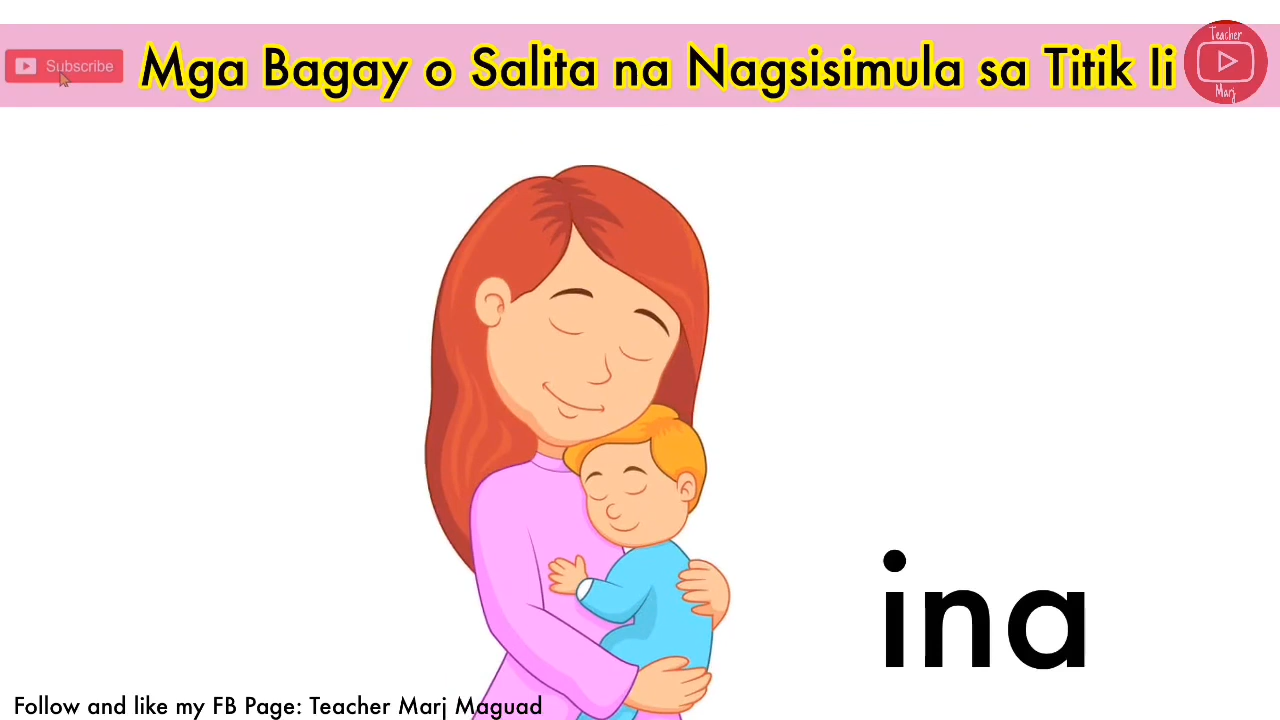 Subscribe
Mga Bagay o Salita na Nagsisimula sa Titik Ii
Teacher
Marj
ina
Follow and like my FB Page: Teacher Marj Maguad